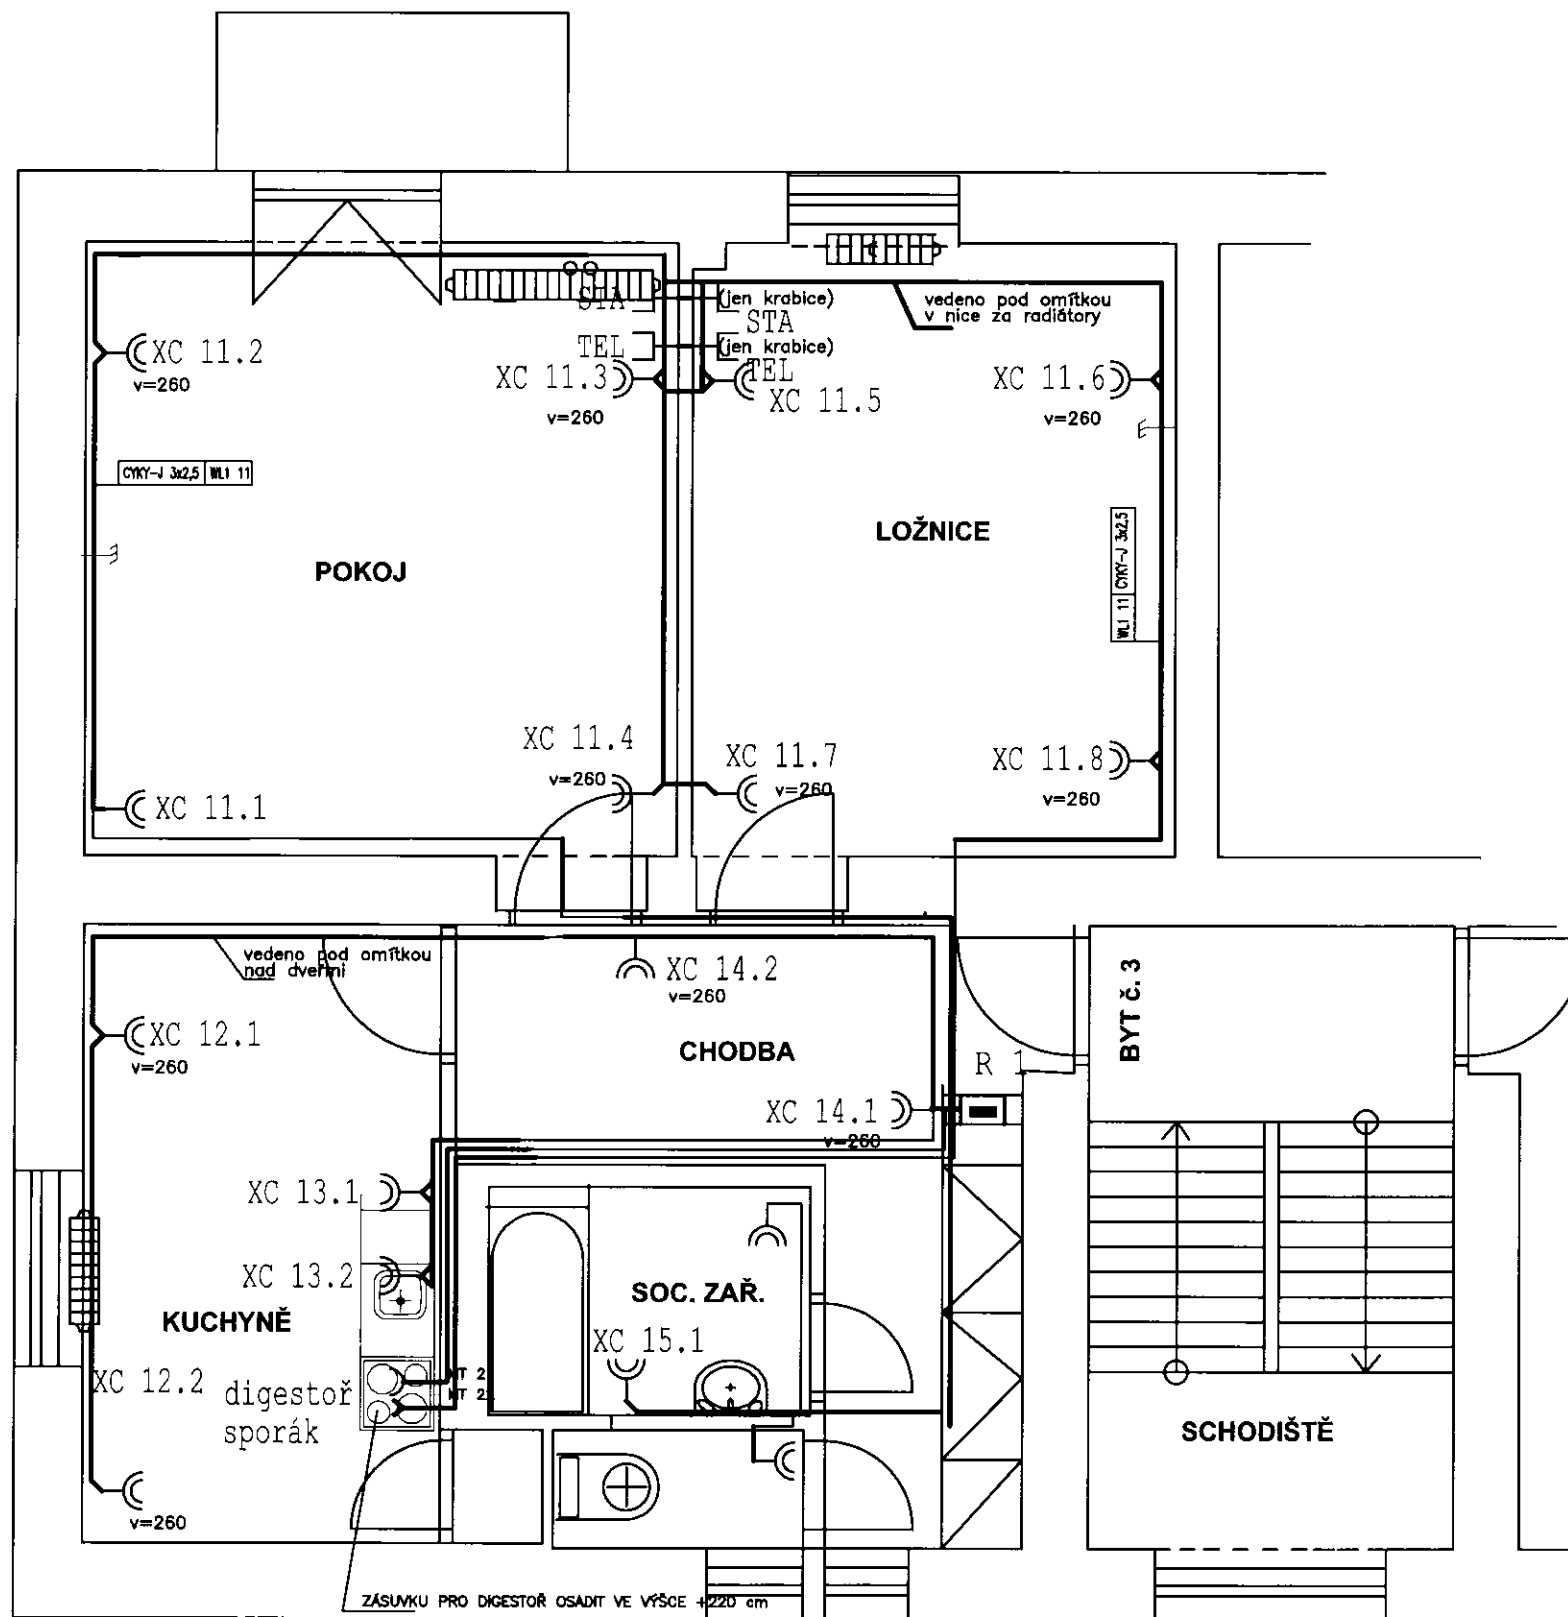 STA
(jen krabice)
STA
vedeno pod omítkou
v nice za radiátory
TEL
(jen krabice)
TEL
XC 11.2
v=260
XC 11.3
v=260
XC 11.5
XC 11.6
v=260
CYKY-J 3x2,5 WL1 11
POKOJ
LOŽNICE
WL1 11 CYKY-J 3x2,5
XC 11.4
v=260
XC 11.7
v=260
XC 11.8
v=260
XC 11.1
vedeno pod omítkou
nad dveřmi
XC 14.2
v=260
XC 12.1
v=260
CHODBA
BYT č. 3
R 1
XC 14.1
v=260
XC 13.1
XC 13.2
KUCHYNĚ
SOC. ZAŘ.
XC 15.1
XC 12.2
digestoř
sporák
SCHODIŠTĚ
v=260
ZÁSUVKU PRO DIGESTOŘ OSADIT VE VÝŠCE +220 cm